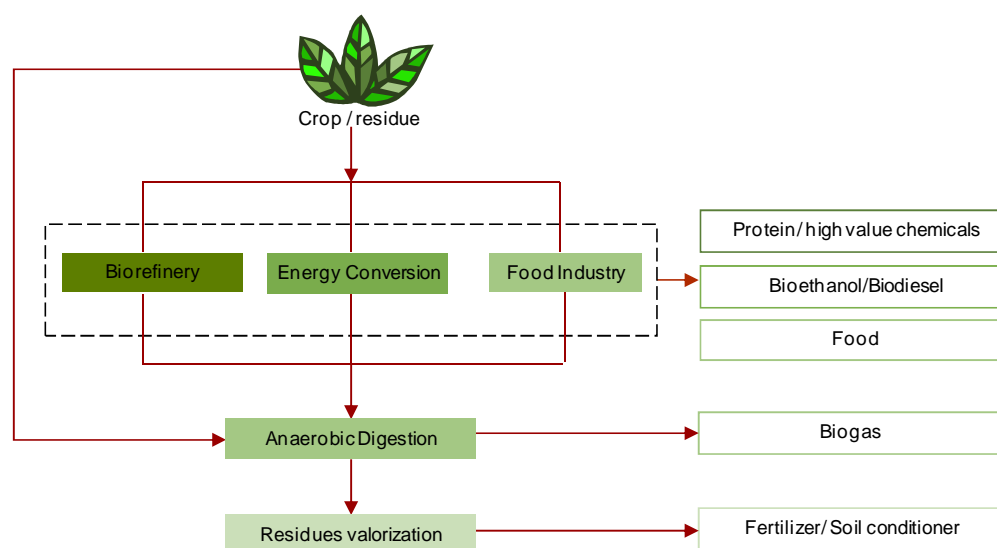 Crop / residue
Protein / high value chemicals
Biorefinery
Energy Conversion
Food Industry
Bioethanol/Biodiesel
Food
Anaerobic Digestion
Biogas
Residues valorization
Fertilizer/ Soil conditioner